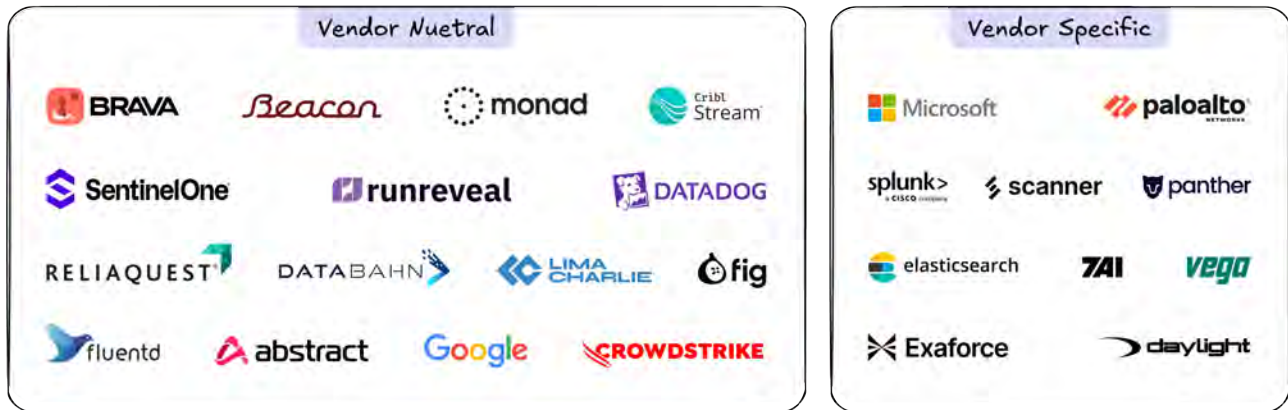 Vendor Nuetral
BRAVA
Beacon
monad
Cribl
Stream
SentinelOne
runreveal
DATADOG
RELIAQUEST
DATABAHN
LIMA
CHARLIE
fig
fluentd
abstract
Google
CROWDSTRIKE
Vendor Specific
Microsoft
paloalto
NETWORKS
splunk>
a CISCO company
scanner
panther
elasticsearch
7AI
vega
Exaforce
daylight